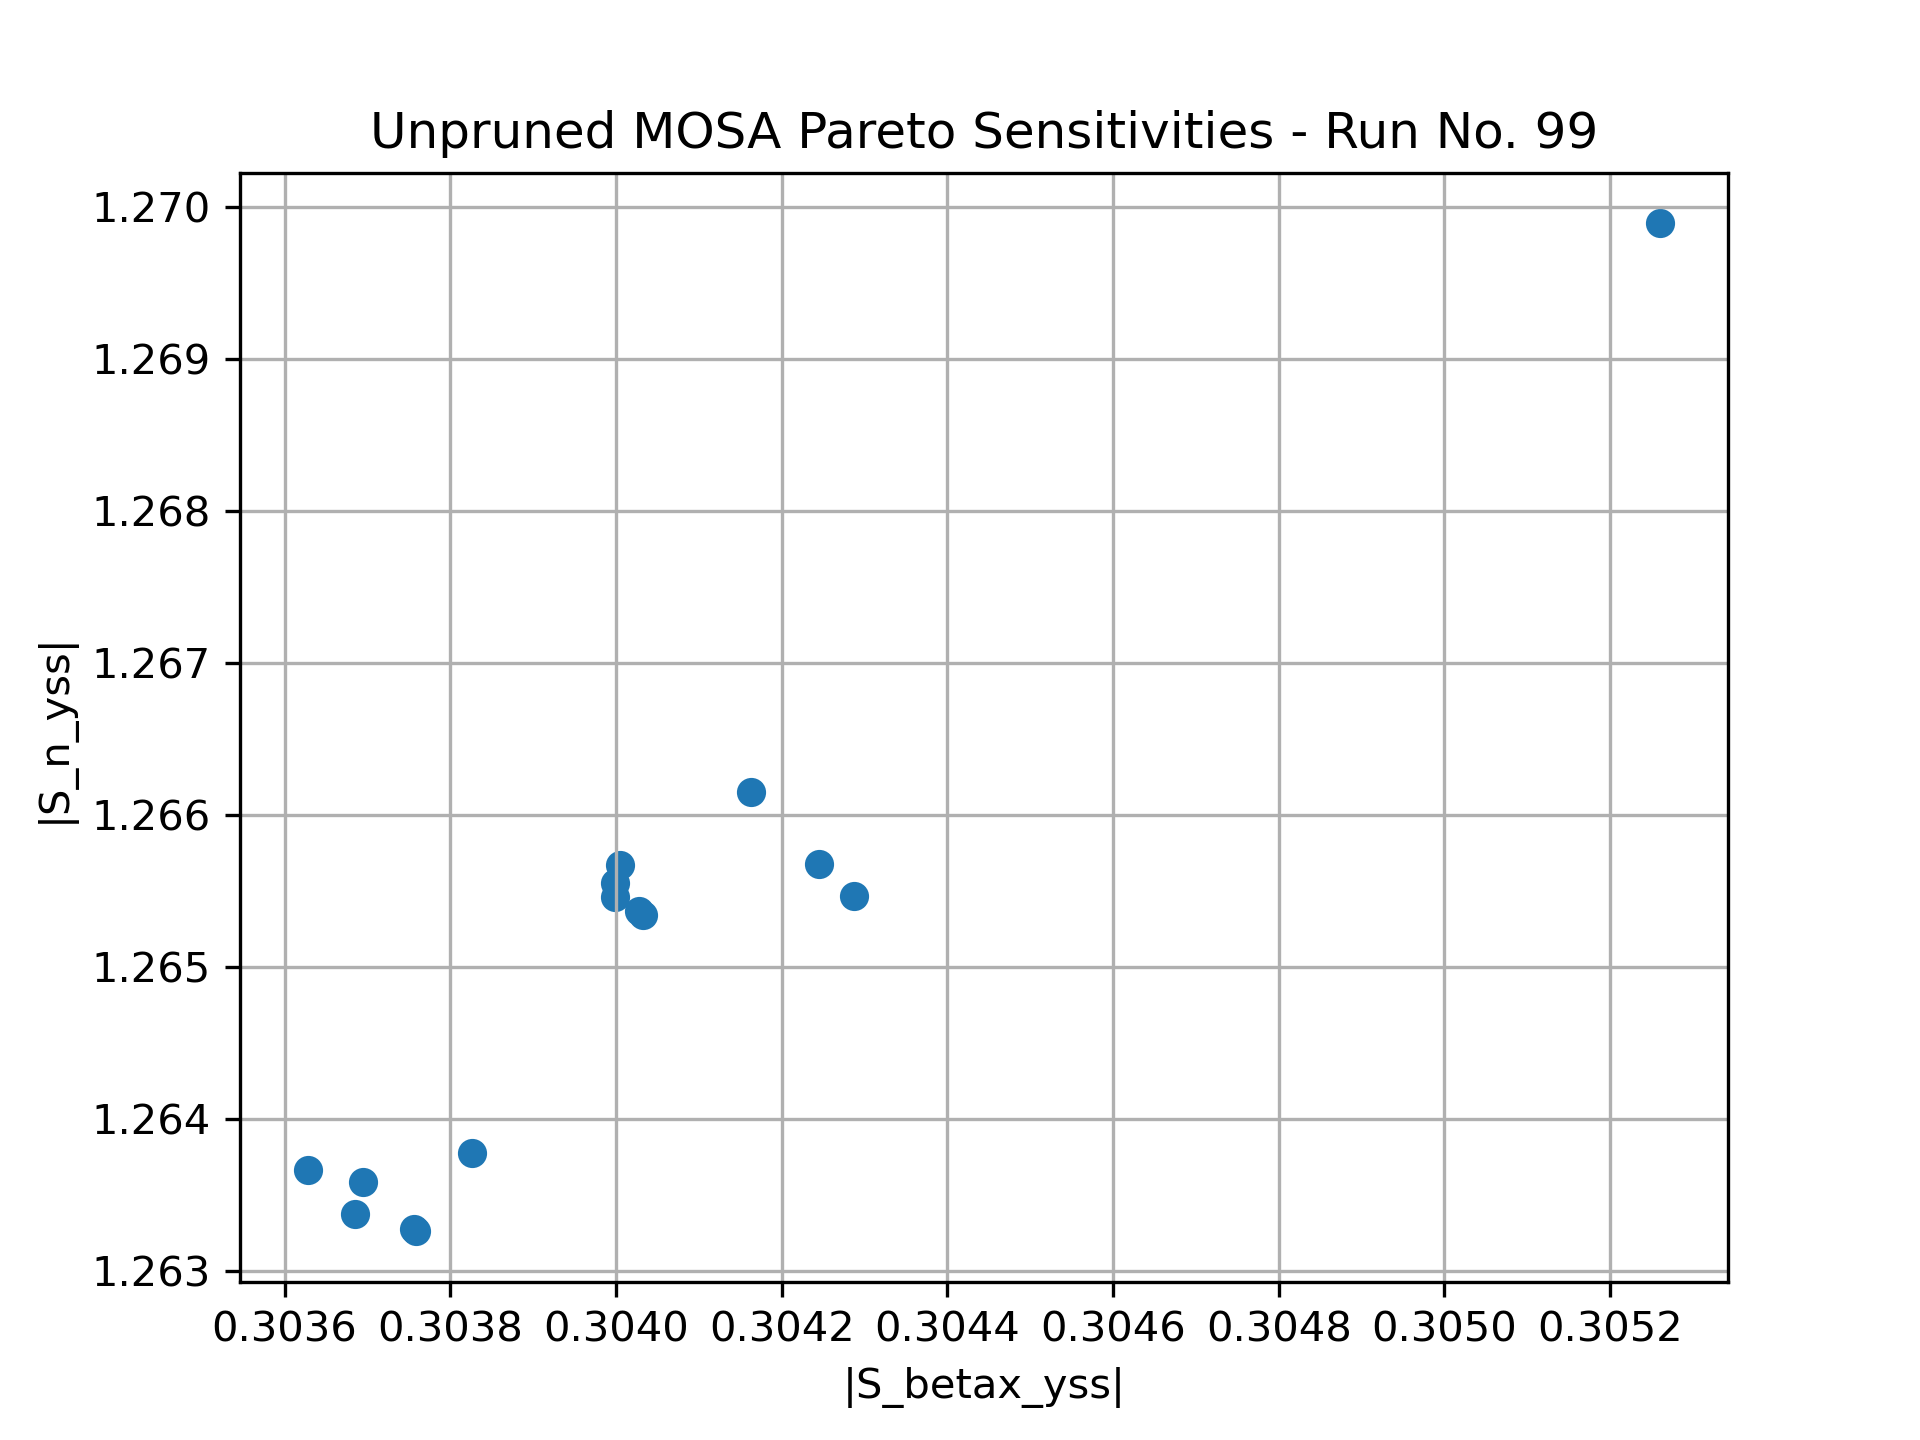 Unpruned MOSA Pareto Sensitivities - Run No. 99
1.270
1.269
1.268
1.267
1.266
1.265
1.264
1.263
|S_n_yss|
0.3036 0.3038 0.3040 0.3042 0.3044 0.3046 0.3048 0.3050 0.3052
|S_betax_yss|